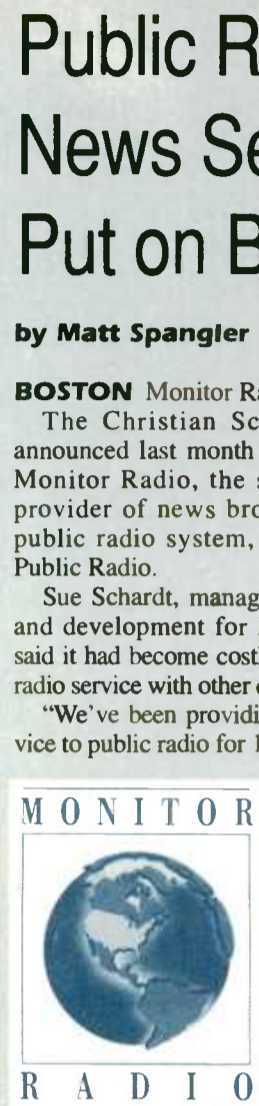 Public R
News Se
Put on B
by Matt Spangler
BOSTON Monitor Ra
The Christian Sc
announced last month
Monitor Radio, the s
provider of news bro
public radio system,
Public Radio.
Sue Schardt, manag
and development for
said it had become costl
radio service with other c
"We've been providi
vice to public radio for 1
MONITOR
RADIO